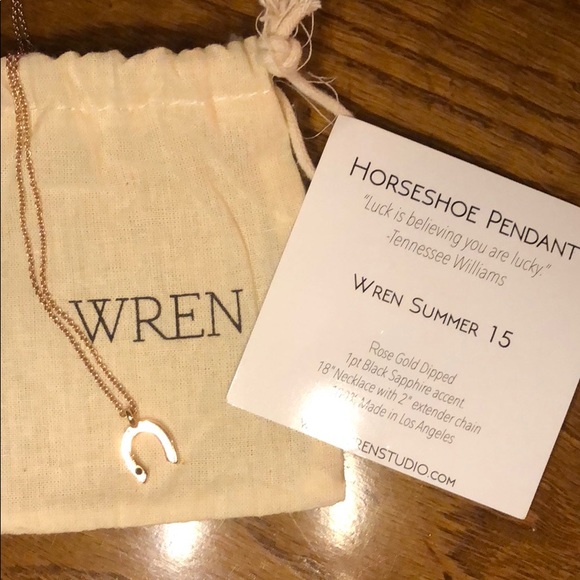 WREN
HORSESHOE PENDANT
"Luck is believing you are lucky."
-Tennessee Williams
WREN SUMMER 15
Rose Gold Dipped
1pt Black Sapphire accent
18" Necklace with 2" extender chain
Made in Los Angeles
RENSTUDIO.COM